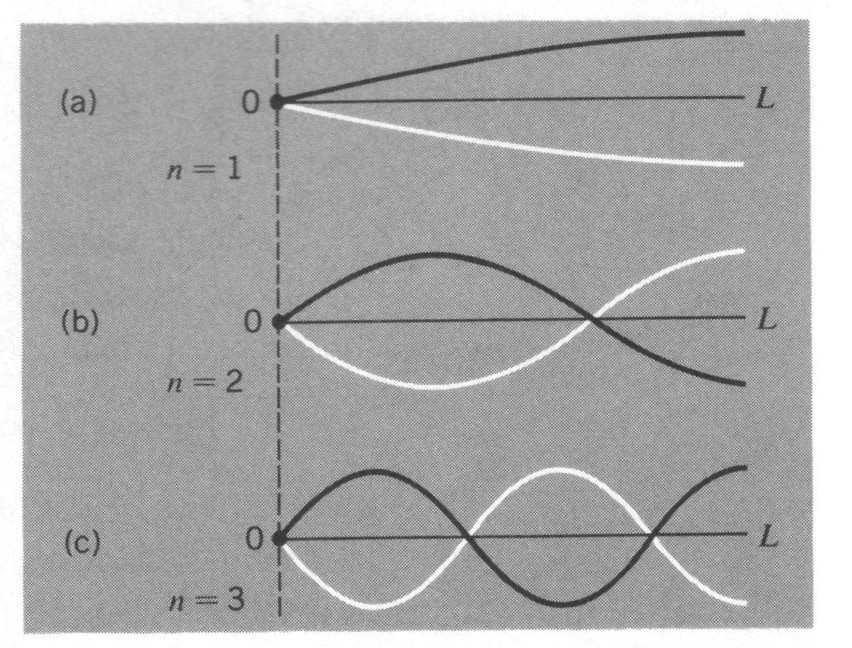 (a) 0 L
n = 1
(b) 0 L
n = 2
(c) 0 L
n = 3